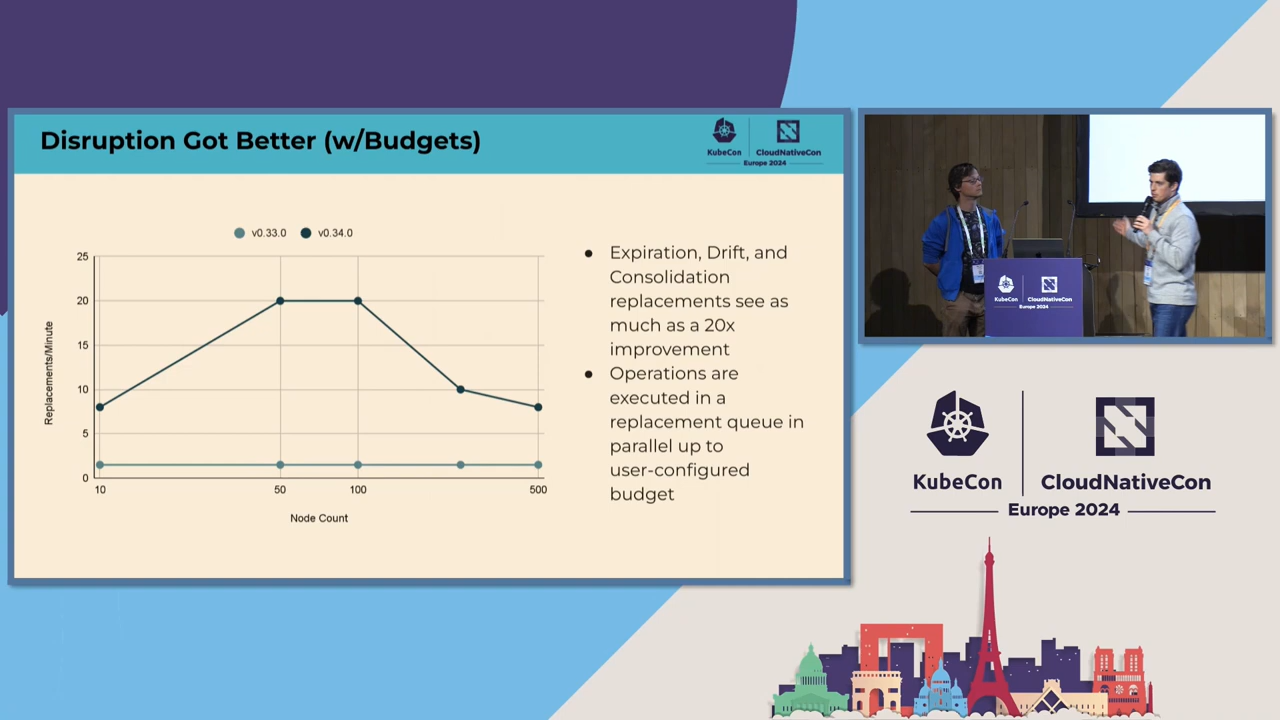 Disruption Got Better (w/Budgets)
KubeCon
CloudNativeCon
Europe 2024
v0.33.0
v0.34.0
25
20
15
10
5
0
Replacements/Minute
10
50
100
500
Node Count
● Expiration, Drift, and
Consolidation
replacements see as
much as a 20x
improvement
● Operations are
executed in a
replacement queue in
parallel up to
user-configured
budget
KubeCon
CloudNativeCon
Europe 2024
KubeCon
CloudNativeCon
Europe 2024